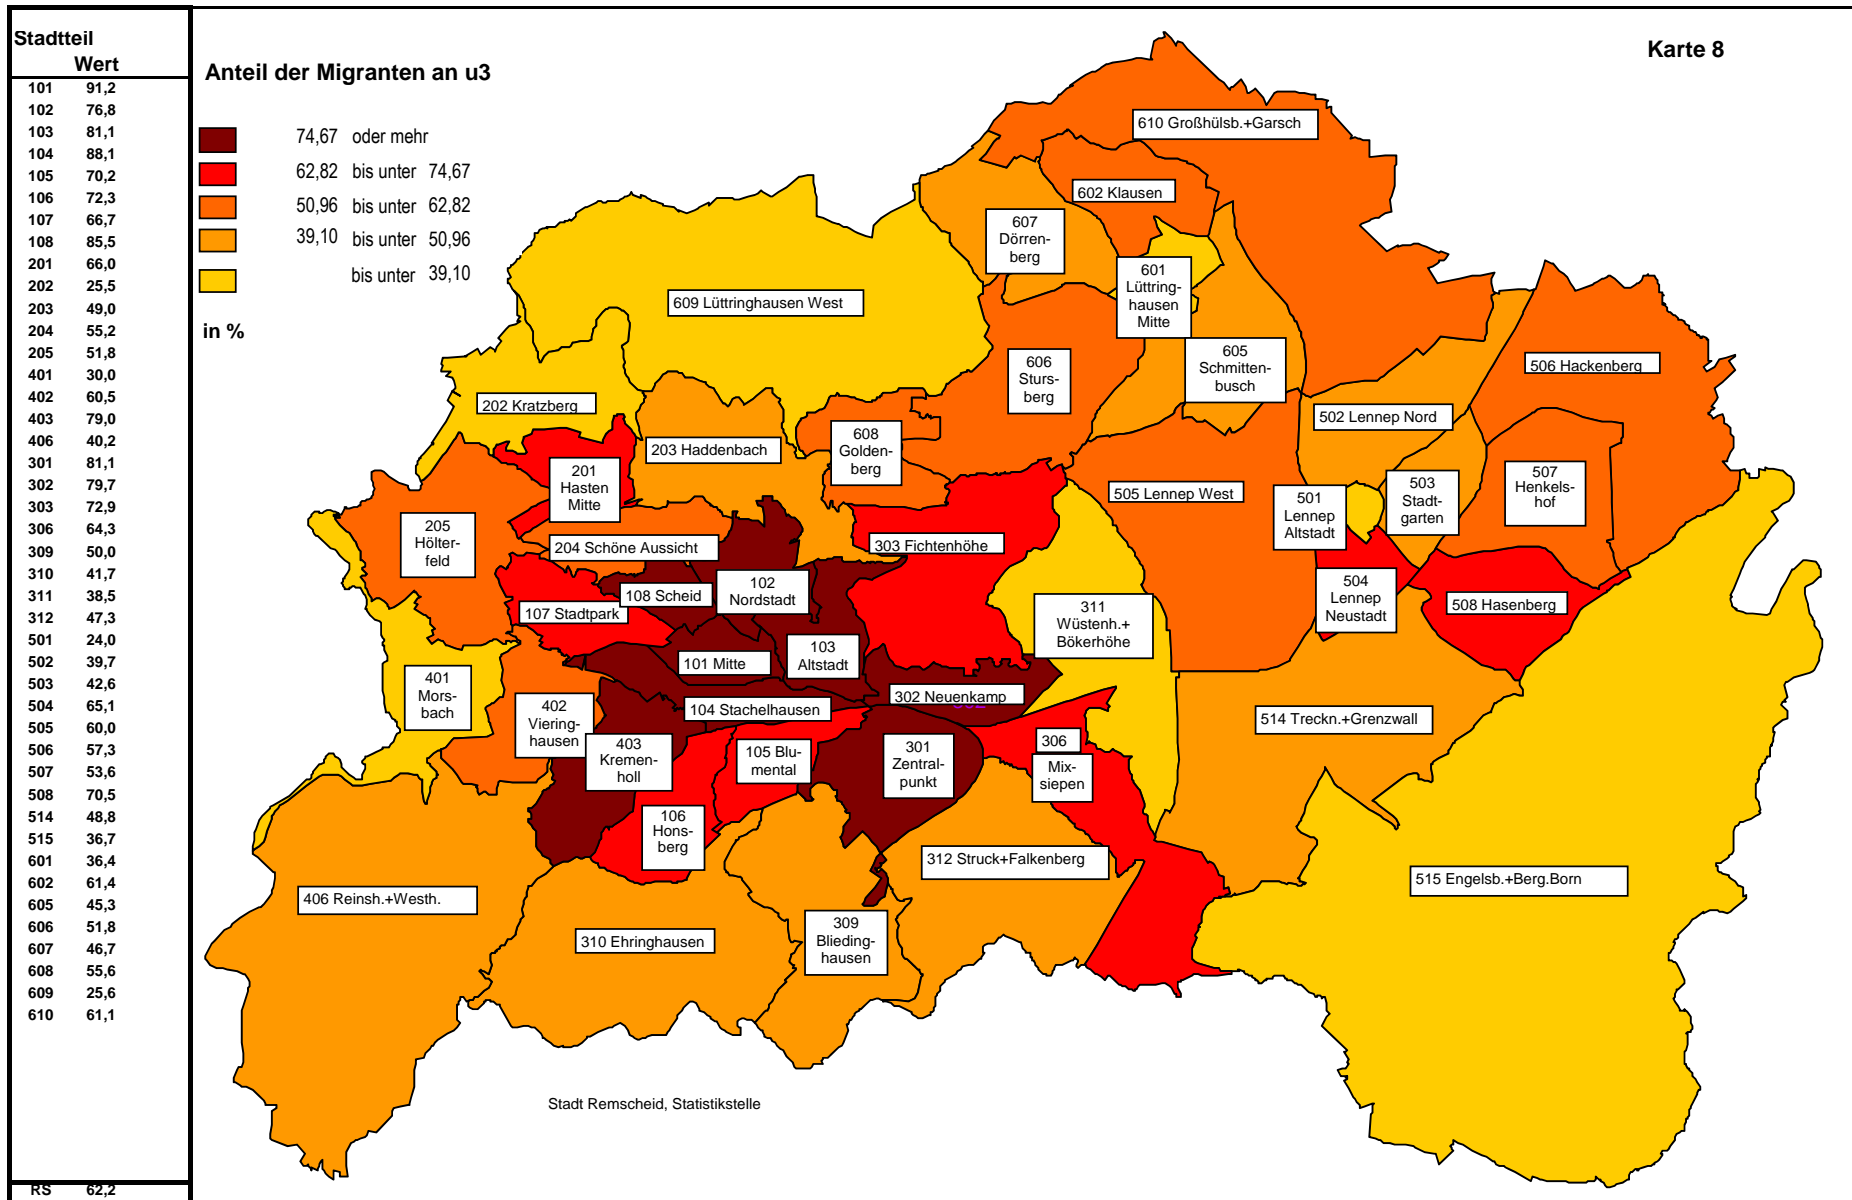 Stadtteil
Wert
101 91,2
102 76,8
103 81,1
104 88,1
105 70,2
106 72,3
107 66,7
108 85,5
201 66,0
202 25,5
203 49,0
204 55,2
205 51,8
401 30,0
402 60,5
403 79,0
406 40,2
301 81,1
302 79,7
303 72,9
306 64,3
309 50,0
310 41,7
311 38,5
312 47,3
501 24,0
502 39,7
503 42,6
504 65,1
505 60,0
506 57,3
507 53,6
508 70,5
514 48,8
515 36,7
601 36,4
602 61,4
605 45,3
606 51,8
607 46,7
608 55,6
609 25,6
610 61,1
RS 62,2
Anteil der Migranten an u3
Karte 8
74,67 oder mehr
62,82 bis unter 74,67
50,96 bis unter 62,82
39,10 bis unter 50,96
bis unter 39,10
in %
610 Großhülsb.+Garsch
602 Klausen
607
Dörren-
berg
601
Lüttring-
hausen
Mitte
609 Lüttringhausen West
606
Sturs-
berg
605
Schmitten-
busch
506 Hackenberg
202 Kratzberg
502 Lennep Nord
203 Haddenbach
608
Golden-
berg
201
Hasten
Mitte
505 Lennep West
501
Lennep
Altstadt
503
Stadt-
garten
507
Henkels-
hof
205
Hölter-
feld
204 Schöne Aussicht
303 Fichtenhöhe
102
Nordstadt
108 Scheid
107 Stadtpark
311
Wüstenh.+
Bökerhöhe
504
Lennep
Neustadt
508 Hasenberg
103
Altstadt
101 Mitte
401
Mors-
bach
302 Neuenkamp
402
Viering-
hausen
104 Stachelhausen
514 Treckn.+Grenzwall
403
Kremen-
holl
105 Blu-
mental
301
Zentral-
punkt
306
Mix-
siepen
106
Hons-
berg
312 Struck+Falkenberg
515 Engelsb.+Berg.Born
406 Reinsh.+Westh.
310 Ehringhausen
309
Blieding-
hausen
Stadt Remscheid, Statistikstelle